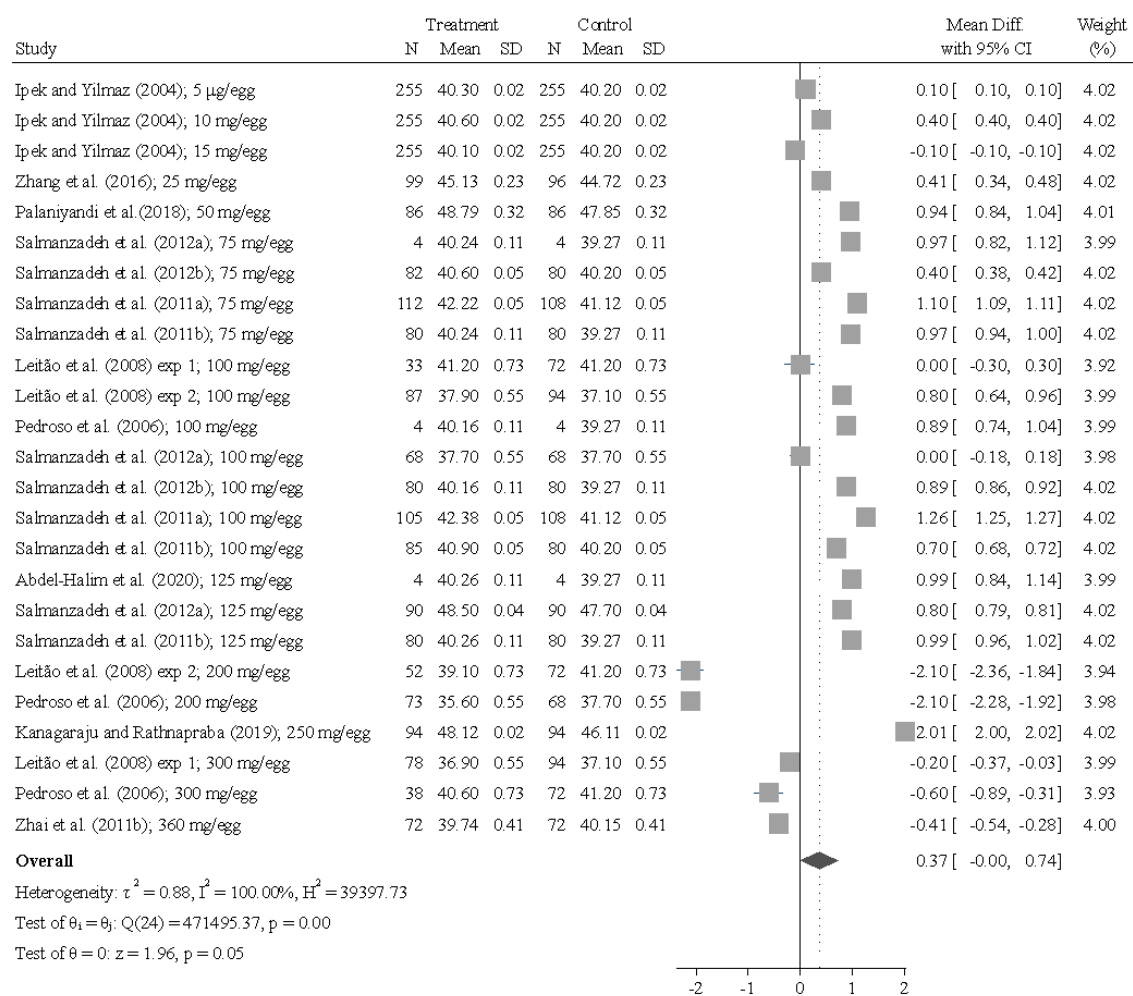 Treatment Control Mean Diff. Weight
Study N Mean SD N Mean SD with 95% CI (%)
Ipek and Yilmaz (2004); 5 µg/egg 255 40.30 0.02 255 40.20 0.02 0.10 [ 0.10, 0.10] 4.02
Ipek and Yilmaz (2004); 10 mg/egg 255 40.60 0.02 255 40.20 0.02 0.40 [ 0.40, 0.40] 4.02
Ipek and Yilmaz (2004); 15 mg/egg 255 40.10 0.02 255 40.20 0.02 -0.10 [ -0.10, -0.10] 4.02
Zhang et al. (2016); 25 mg/egg 99 45.13 0.23 96 44.72 0.23 0.41 [ 0.34, 0.48] 4.02
Palaniyandi et al.(2018); 50 mg/egg 86 48.79 0.32 86 47.85 0.32 0.94 [ 0.84, 1.04] 4.01
Salmanzadeh et al. (2012a); 75 mg/egg 4 40.24 0.11 4 39.27 0.11 0.97 [ 0.82, 1.12] 3.99
Salmanzadeh et al. (2012b); 75 mg/egg 82 40.60 0.05 80 40.20 0.05 0.40 [ 0.38, 0.42] 4.02
Salmanzadeh et al. (2011a); 75 mg/egg 112 42.22 0.05 108 41.12 0.05 1.10 [ 1.09, 1.11] 4.02
Salmanzadeh et al. (2011b); 75 mg/egg 80 40.24 0.11 80 39.27 0.11 0.97 [ 0.94, 1.00] 4.02
Leitão et al. (2008) exp 1; 100 mg/egg 33 41.20 0.73 72 41.20 0.73 0.00 [ -0.30, 0.30] 3.92
Leitão et al. (2008) exp 2; 100 mg/egg 87 37.90 0.55 94 37.10 0.55 0.80 [ 0.64, 0.96] 3.99
Pedroso et al. (2006); 100 mg/egg 4 40.16 0.11 4 39.27 0.11 0.89 [ 0.74, 1.04] 3.99
Salmanzadeh et al. (2012a); 100 mg/egg 68 37.70 0.55 68 37.70 0.55 0.00 [ -0.18, 0.18] 3.98
Salmanzadeh et al. (2012b); 100 mg/egg 80 40.16 0.11 80 39.27 0.11 0.89 [ 0.86, 0.92] 4.02
Salmanzadeh et al. (2011a); 100 mg/egg 105 42.38 0.05 108 41.12 0.05 1.26 [ 1.25, 1.27] 4.02
Salmanzadeh et al. (2011b); 100 mg/egg 85 40.90 0.05 80 40.20 0.05 0.70 [ 0.68, 0.72] 4.02
Abdel-Halim et al. (2020); 125 mg/egg 4 40.26 0.11 4 39.27 0.11 0.99 [ 0.84, 1.14] 3.99
Salmanzadeh et al. (2012a); 125 mg/egg 90 48.50 0.04 90 47.70 0.04 0.80 [ 0.79, 0.81] 4.02
Salmanzadeh et al. (2011b); 125 mg/egg 80 40.26 0.11 80 39.27 0.11 0.99 [ 0.96, 1.02] 4.02
Leitão et al. (2008) exp 2; 200 mg/egg 52 39.10 0.73 72 41.20 0.73 -2.10 [ -2.36, -1.84] 3.94
Pedroso et al. (2006); 200 mg/egg 73 35.60 0.55 68 37.70 0.55 -2.10 [ -2.28, -1.92] 3.98
Kanagaraju and Rathnapraba (2019); 250 mg/egg 94 48.12 0.02 94 46.11 0.02 2.01 [ 2.00, 2.02] 4.02
Leitão et al. (2008) exp 1; 300 mg/egg 78 36.90 0.55 94 37.10 0.55 -0.20 [ -0.37, -0.03] 3.99
Pedroso et al. (2006); 300 mg/egg 38 40.60 0.73 72 41.20 0.73 -0.60 [ -0.89, -0.31] 3.93
Zhai et al. (2011b); 360 mg/egg 72 39.74 0.41 72 40.15 0.41 -0.41 [ -0.54, -0.28] 4.00
Overall 0.37 [ -0.00, 0.74]
Heterogeneity: τ² = 0.88, I² = 100.00%, H² = 39397.73
Test of θᵢ = θⱼ: Q(24) = 471495.37, p = 0.00
Test of θ = 0: z = 1.96, p = 0.05
-2 -1 0 1 2